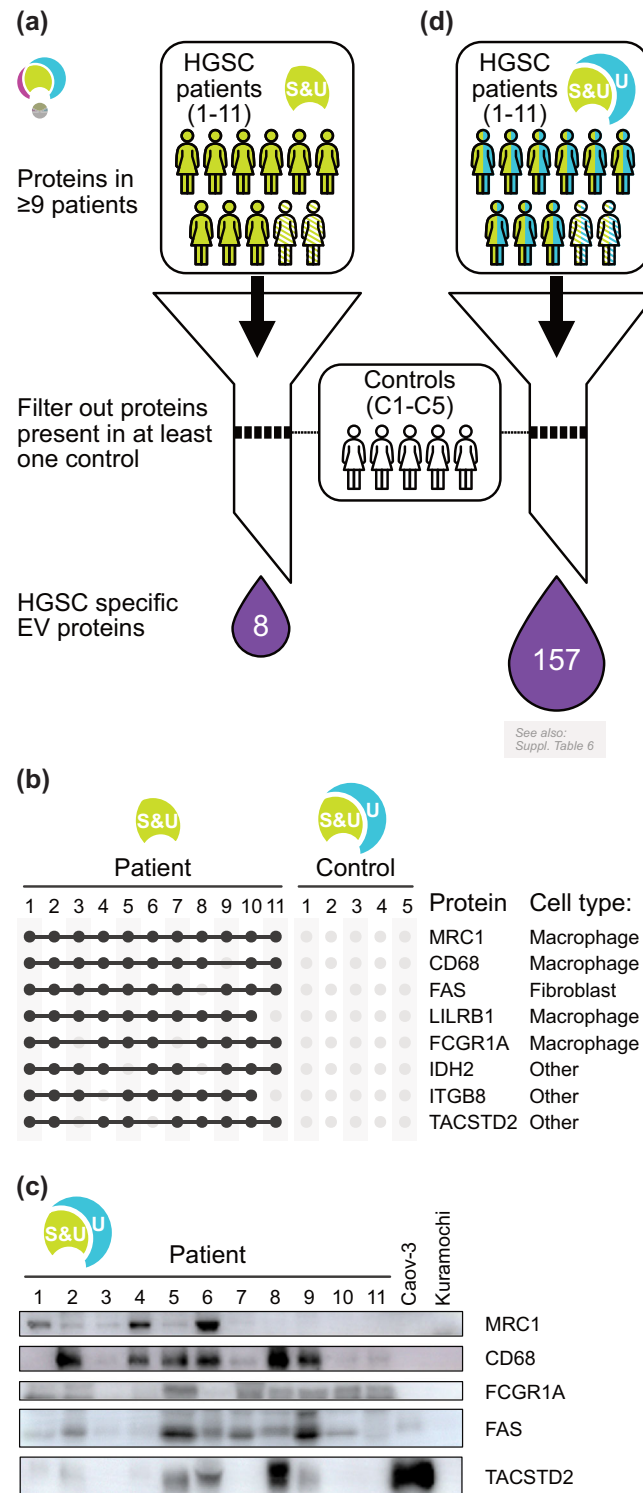 (a)
HGSC
patients
(1-11)
S&U
(d)
HGSC
patients
(1-11)
S&U
U
Proteins in
≥9 patients
Filter out proteins
present in at least
one control
Controls
(C1-C5)
HGSC specific
EV proteins
8
157
See also:
Suppl. Table 6
(b)
S&U
S&U
U
Patient
Control
1 2 3 4 5 6 7 8 9 10 11 1 2 3 4 5 Protein Cell type:
MRC1 Macrophage
CD68 Macrophage
FAS Fibroblast
LILRB1 Macrophage
FCGR1A Macrophage
IDH2 Other
ITGB8 Other
TACSTD2 Other
(c)
S&U
U
Patient
1 2 3 4 5 6 7 8 9 10 11 Caov-3 Kuramochi
MRC1
CD68
FCGR1A
FAS
TACSTD2